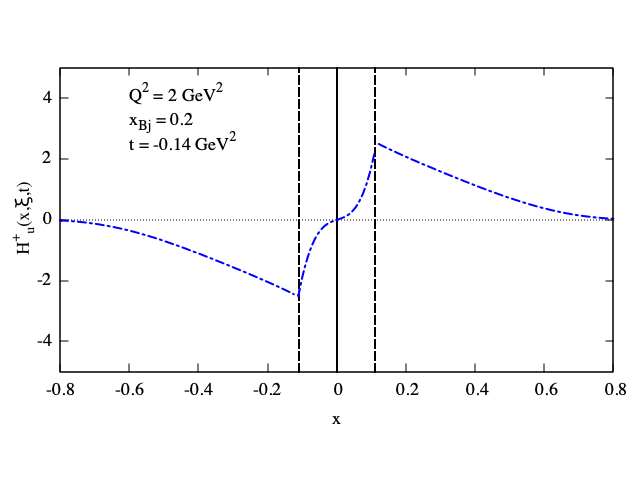 Q² = 2 GeV²
x_Bj = 0.2
t = -0.14 GeV²
H⁺_u(x,ξ,t)
4
2
0
-2
-4
-0.8 -0.6 -0.4 -0.2 0 0.2 0.4 0.6 0.8
x